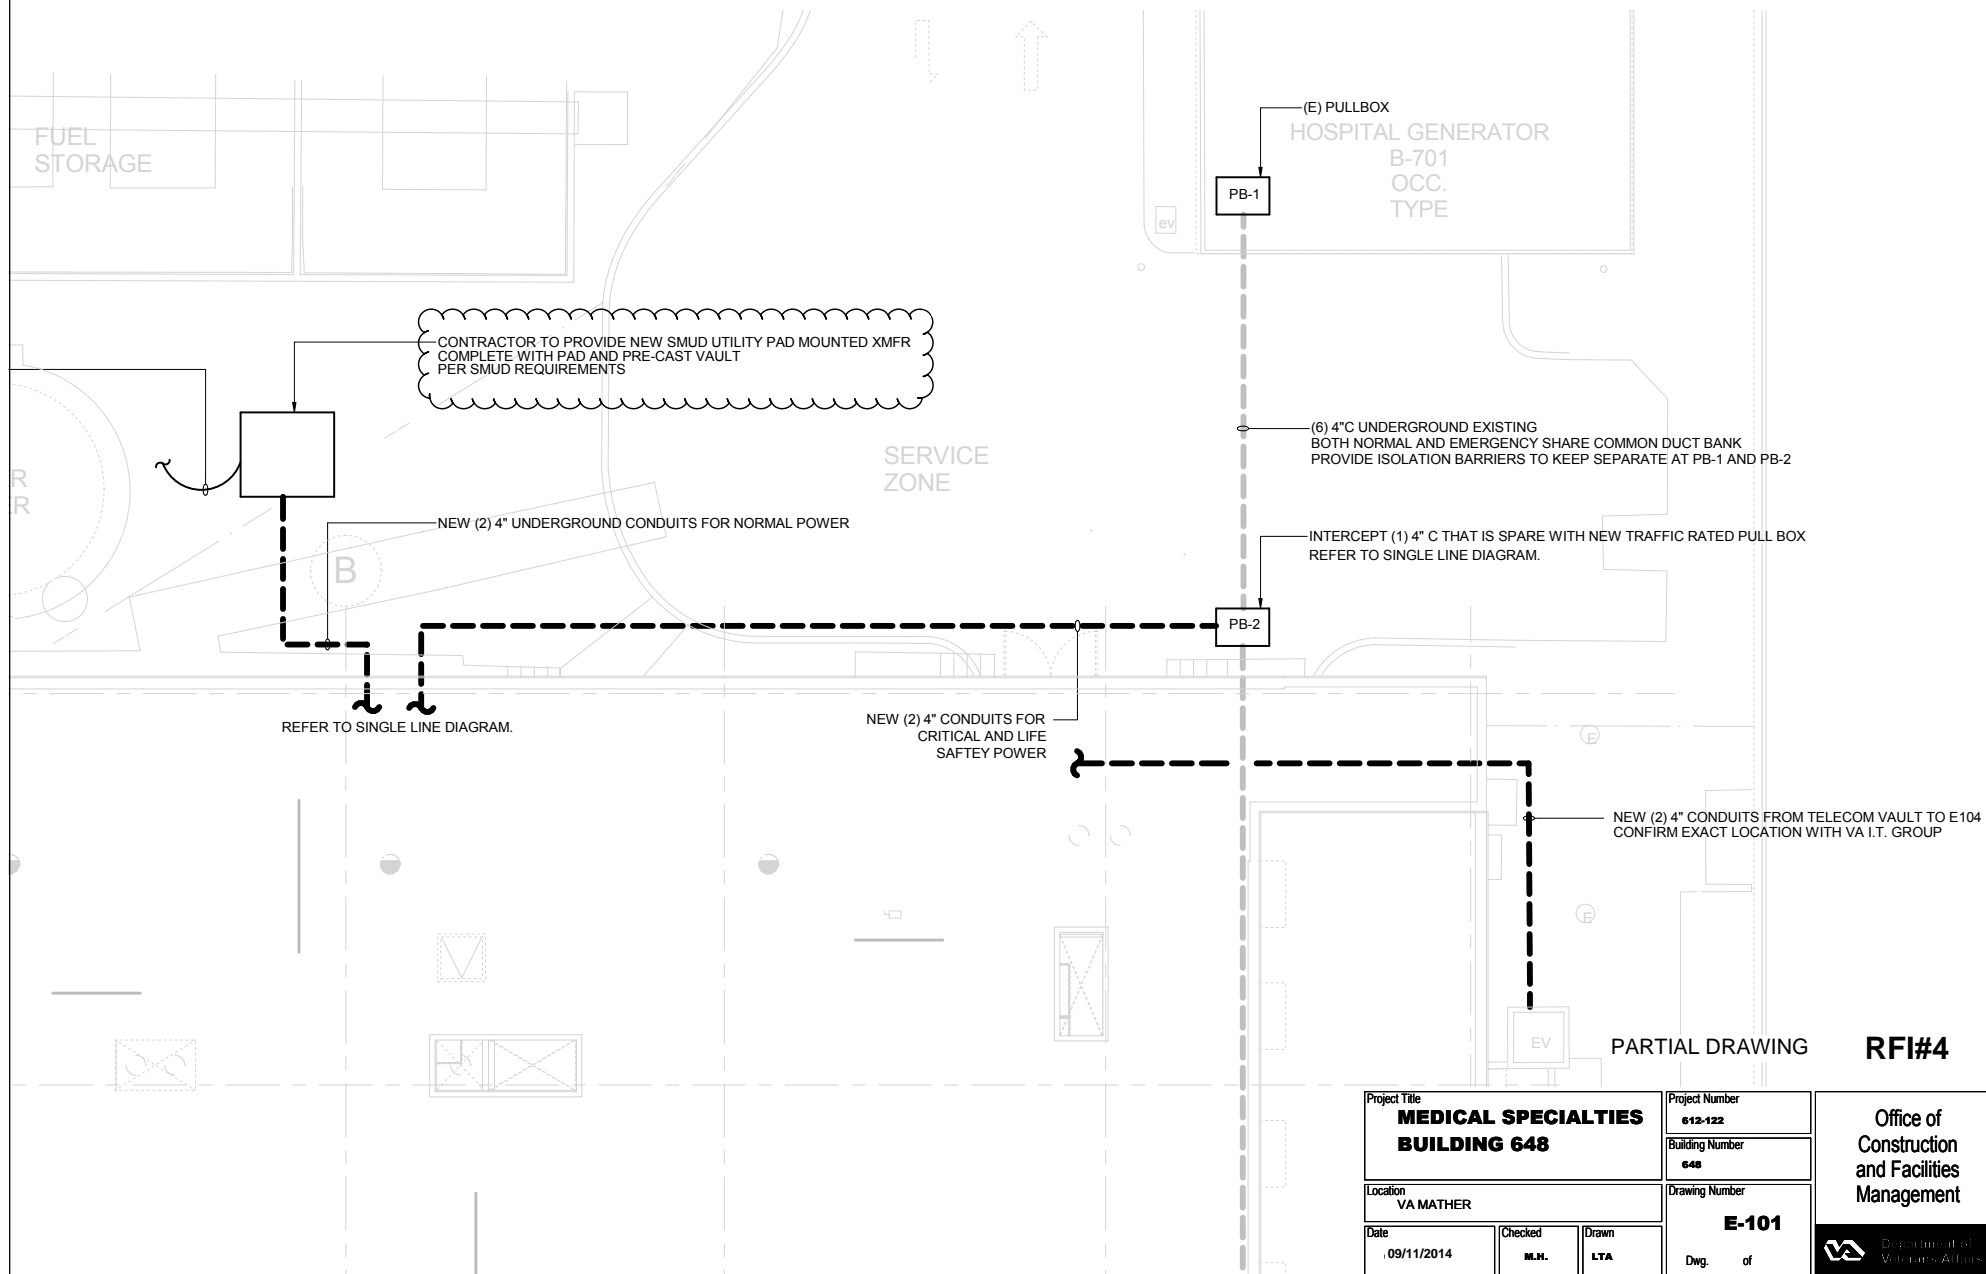 FUEL
STORAGE
(E) PULLBOX
HOSPITAL GENERATOR
B-701
OCC.
TYPE
PB-1
ev
CONTRACTOR TO PROVIDE NEW SMUD UTILITY PAD MOUNTED XMFR
COMPLETE WITH PAD AND PRE-CAST VAULT
PER SMUD REQUIREMENTS
(6) 4"C UNDERGROUND EXISTING
BOTH NORMAL AND EMERGENCY SHARE COMMON DUCT BANK
PROVIDE ISOLATION BARRIERS TO KEEP SEPARATE AT PB-1 AND PB-2
SERVICE
ZONE
R
ER
NEW (2) 4" UNDERGROUND CONDUITS FOR NORMAL POWER
INTERCEPT (1) 4" C THAT IS SPARE WITH NEW TRAFFIC RATED PULL BOX
REFER TO SINGLE LINE DIAGRAM.
B
PB-2
REFER TO SINGLE LINE DIAGRAM.
NEW (2) 4" CONDUITS FOR
CRITICAL AND LIFE
SAFTEY POWER
E
NEW (2) 4" CONDUITS FROM TELECOM VAULT TO E104
CONFIRM EXACT LOCATION WITH VA I.T. GROUP
E
EV
PARTIAL DRAWING
RFI#4
Project Title
MEDICAL SPECIALTIES
BUILDING 648
Project Number
612-122
Building Number
648
Location
VA MATHER
Drawing Number
E-101
Dwg. of
Date
09/11/2014
Checked
M.H.
Drawn
LTA
Office of
Construction
and Facilities
Management
VA
Department of
Veterans Affairs